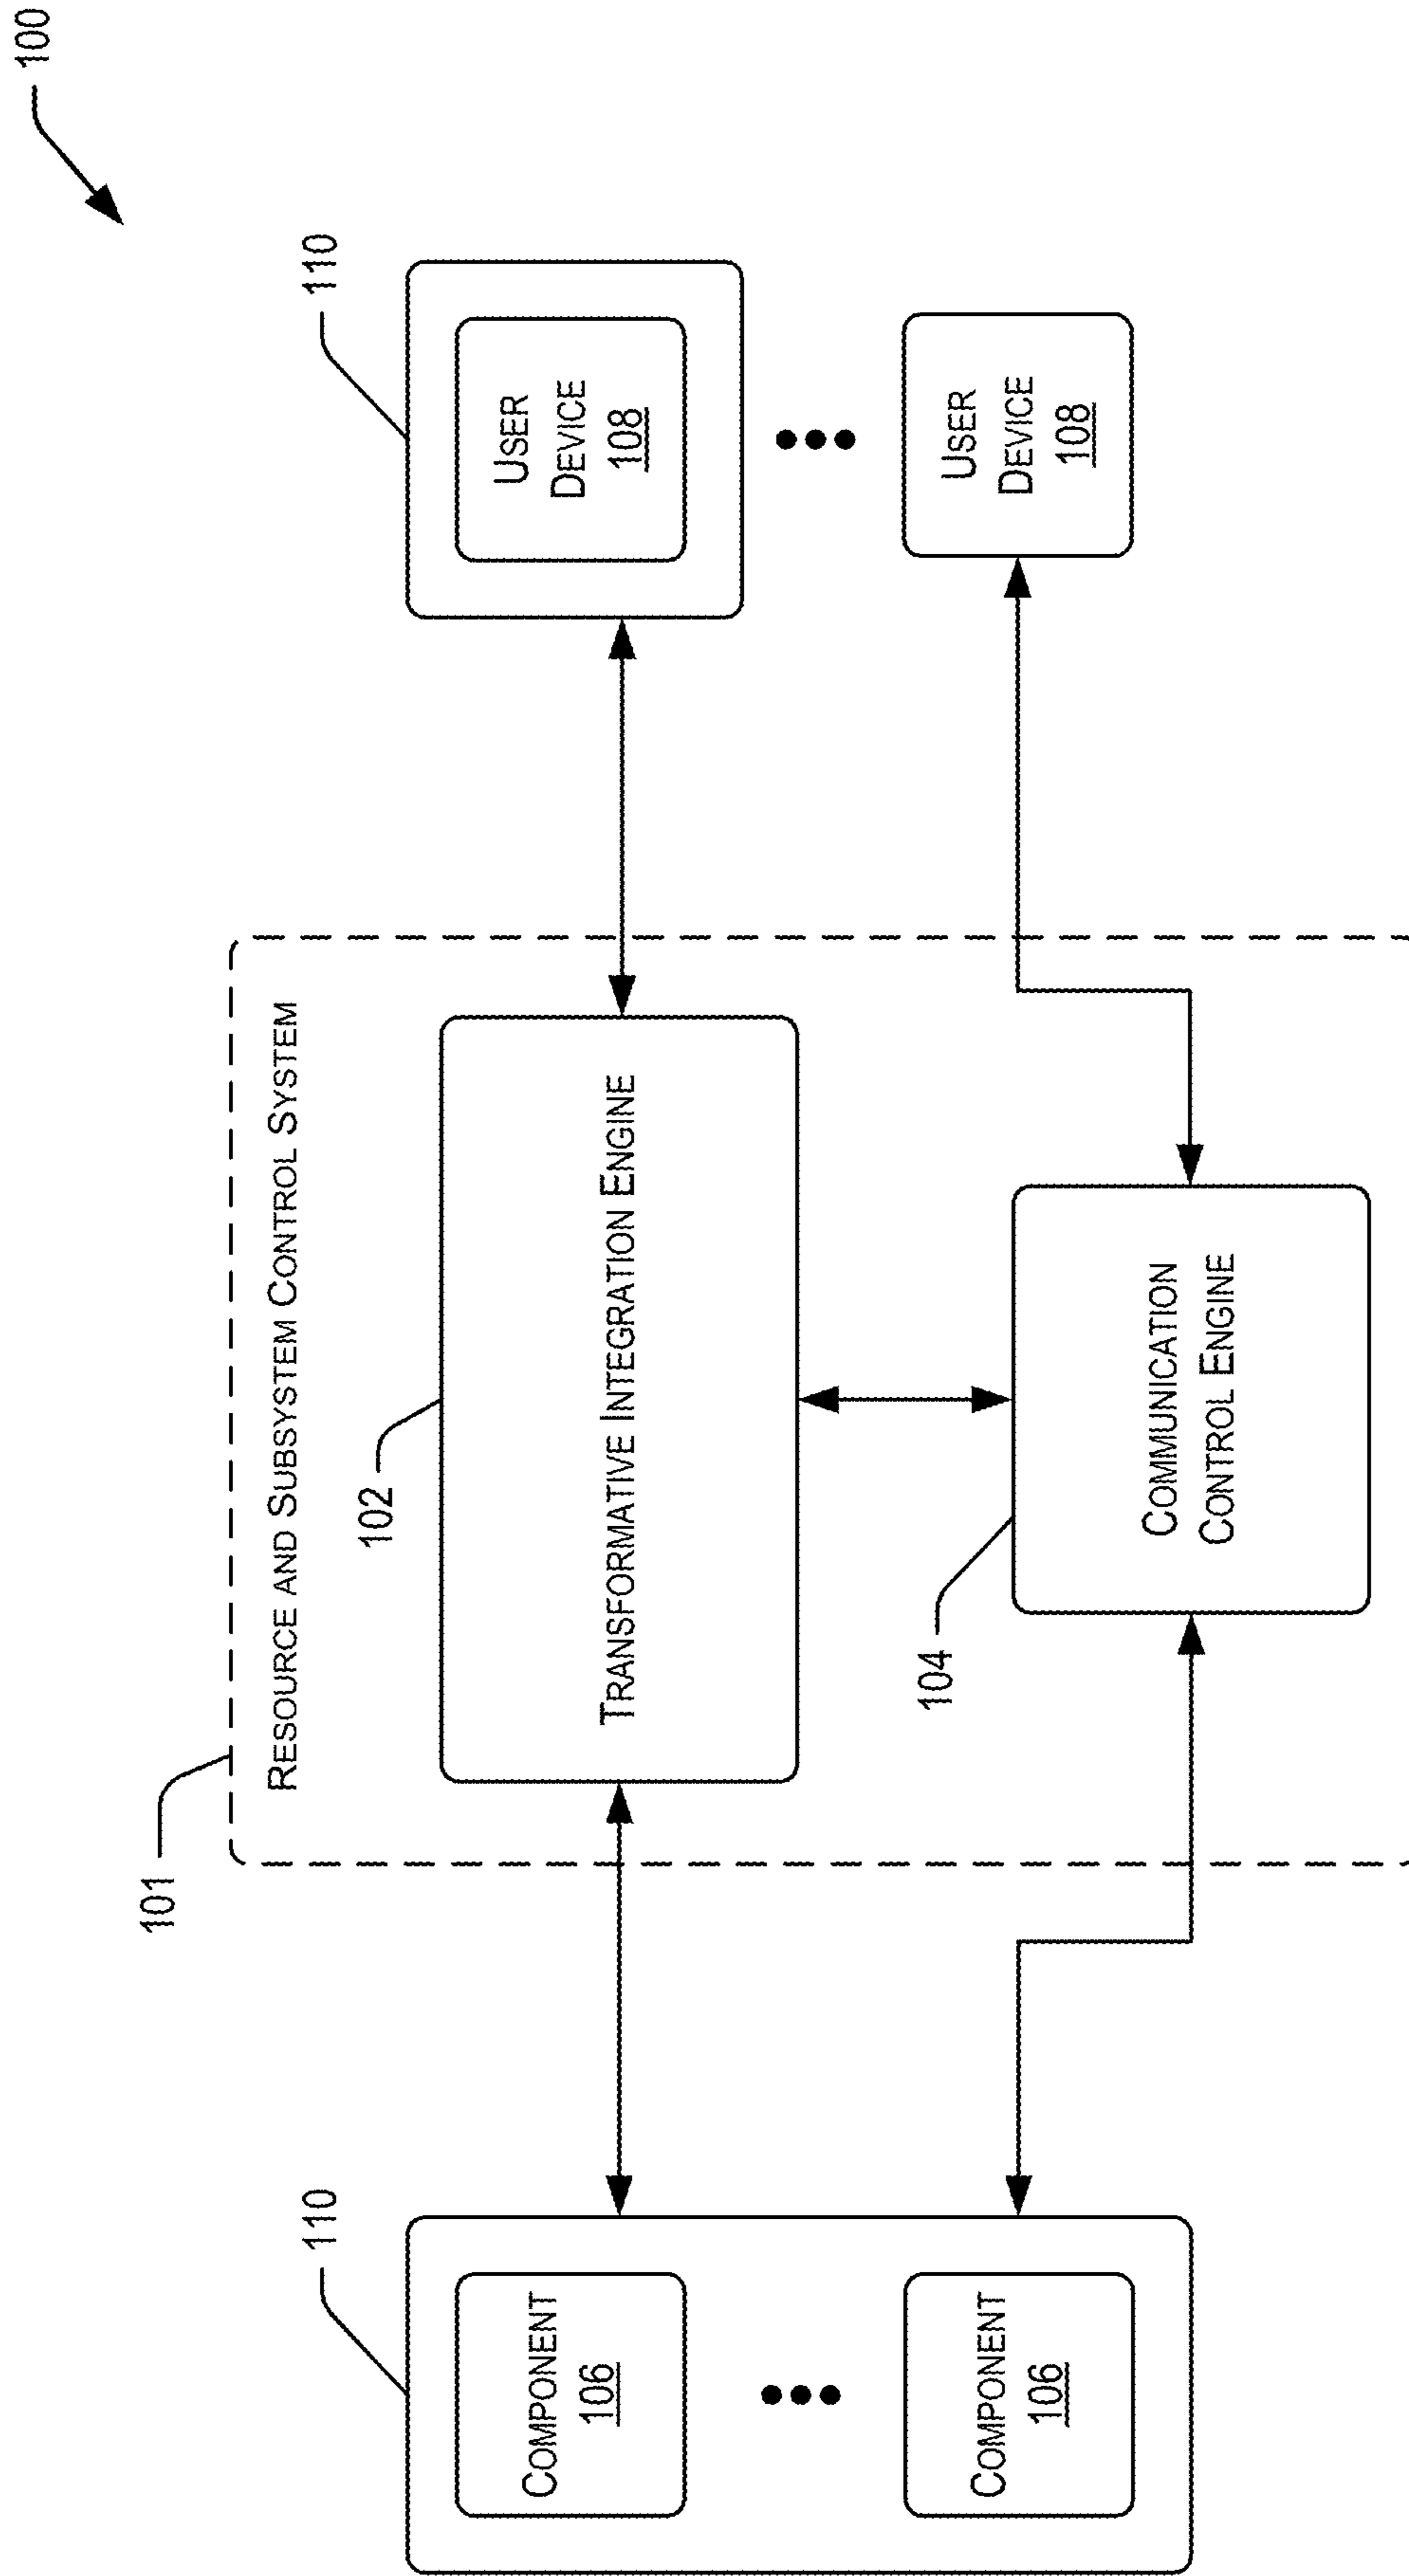 100
101
RESOURCE AND SUBSYSTEM CONTROL SYSTEM
110
110
102
COMPONENT
106
TRANSFORMATIVE INTEGRATION ENGINE
USER
DEVICE
108
104
COMPONENT
106
COMMUNICATION
CONTROL ENGINE
USER
DEVICE
108